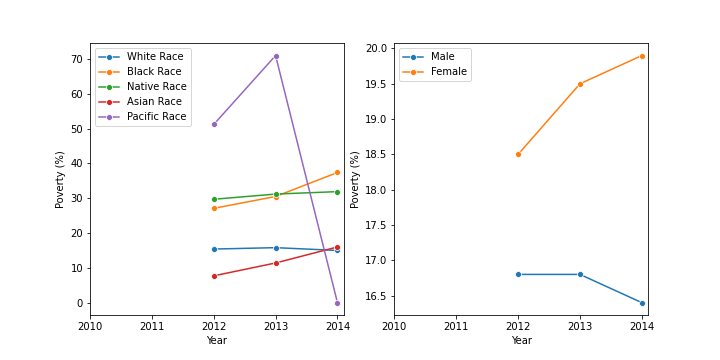 White Race
Black Race
Native Race
Asian Race
Pacific Race
Poverty (%)
70
60
50
40
30
20
10
0
2010 2011 2012 2013 2014
Year
Male
Female
Poverty (%)
20.0
19.5
19.0
18.5
18.0
17.5
17.0
16.5
2010 2011 2012 2013 2014
Year